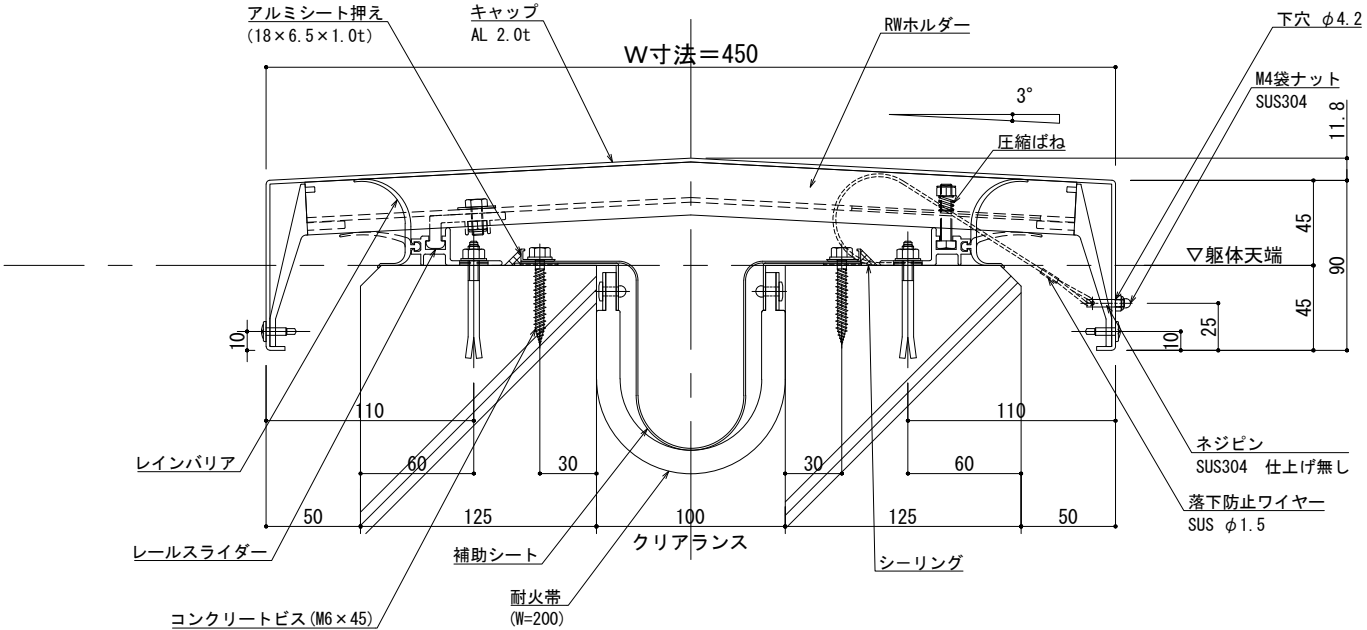 アルミシート押え
(18×6.5×1.0t)
キャップ
AL 2.0t
RWホルダー
下穴 φ4.2
W寸法＝450
M4袋ナット
SUS304
3°
11.8
圧縮ばね
45
90
▽躯体天端
45
25
10
10
110
110
レインバリア
60
30
30
60
ネジピン
SUS304 仕上げ無し
落下防止ワイヤー
SUS φ1.5
50
125
100
125
50
クリアランス
レールスライダー
補助シート
シーリング
耐火帯
(W=200)
コンクリートビス(M6×45)